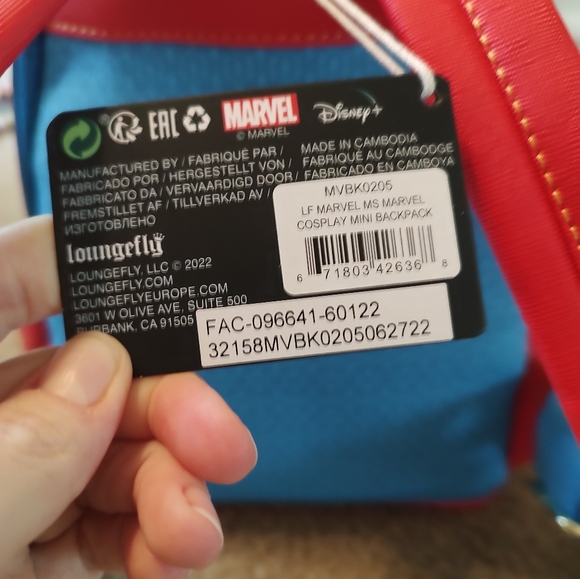 EAC MARVEL Disney+
© MARVEL
MANUFACTURED BY / FABRIQUÉ PAR /
FABRICADO POR / HERGESTELLT VON /
FABBRICATO DA / VERVAARDIGD DOOR /
FREMSTILLET AF / TILLVERKAD AV /
ИЗГОТОВЛЕНО
MADE IN CAMBODIA
FABRIQUÉ AU CAMBODGE
FABRICADO EN CAMBOYA
MVBK0205
LF MARVEL MS MARVEL
COSPLAY MINI BACKPACK
6 71803 42636 8
loungefly
LOUNGEFLY, LLC © 2022
LOUNGEFLY.COM
LOUNGEFLYEUROPE.COM
3601 W OLIVE AVE, SUITE 500
BURBANK, CA 91505
FAC-096641-60122
32158MVBK0205062722